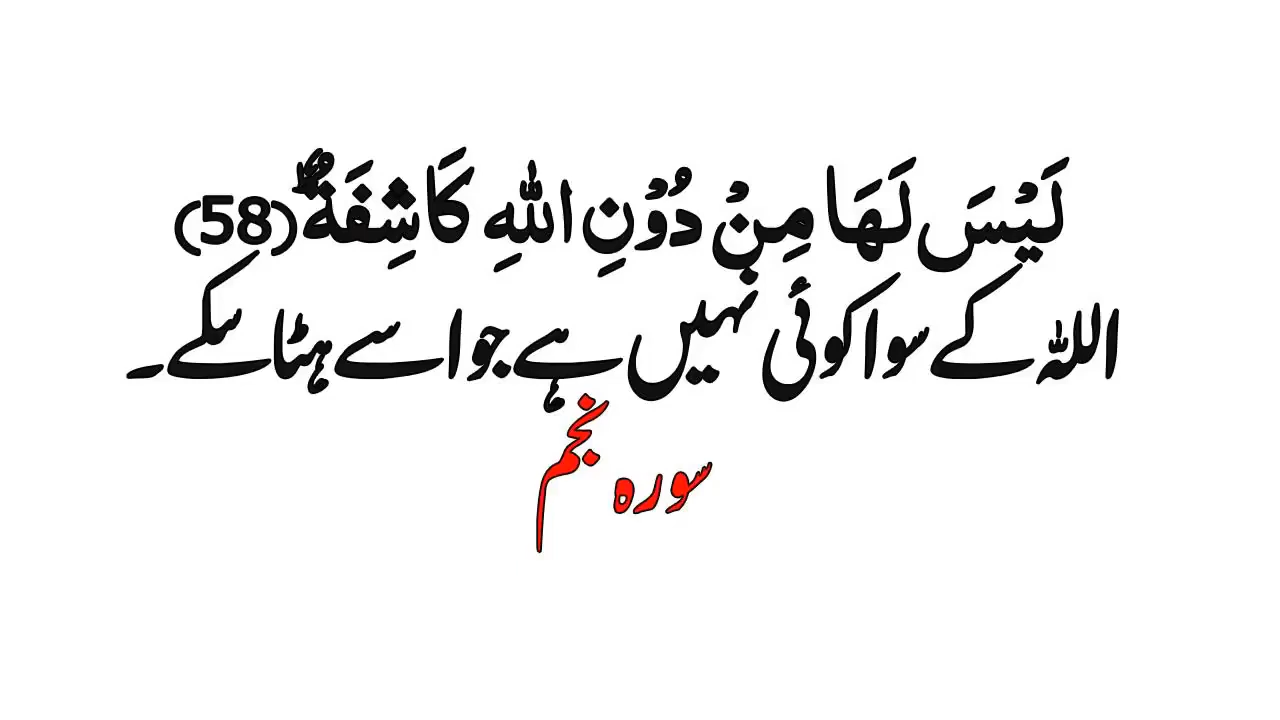 لَیْسَ لَهَا مِنْ دُوْنِ اللّٰهِ كَاشِفَةٌؕ(58)
اللہ کے سوا کوئی نہیں ہے جو اسے ہٹا سکے۔
سورہ نجم